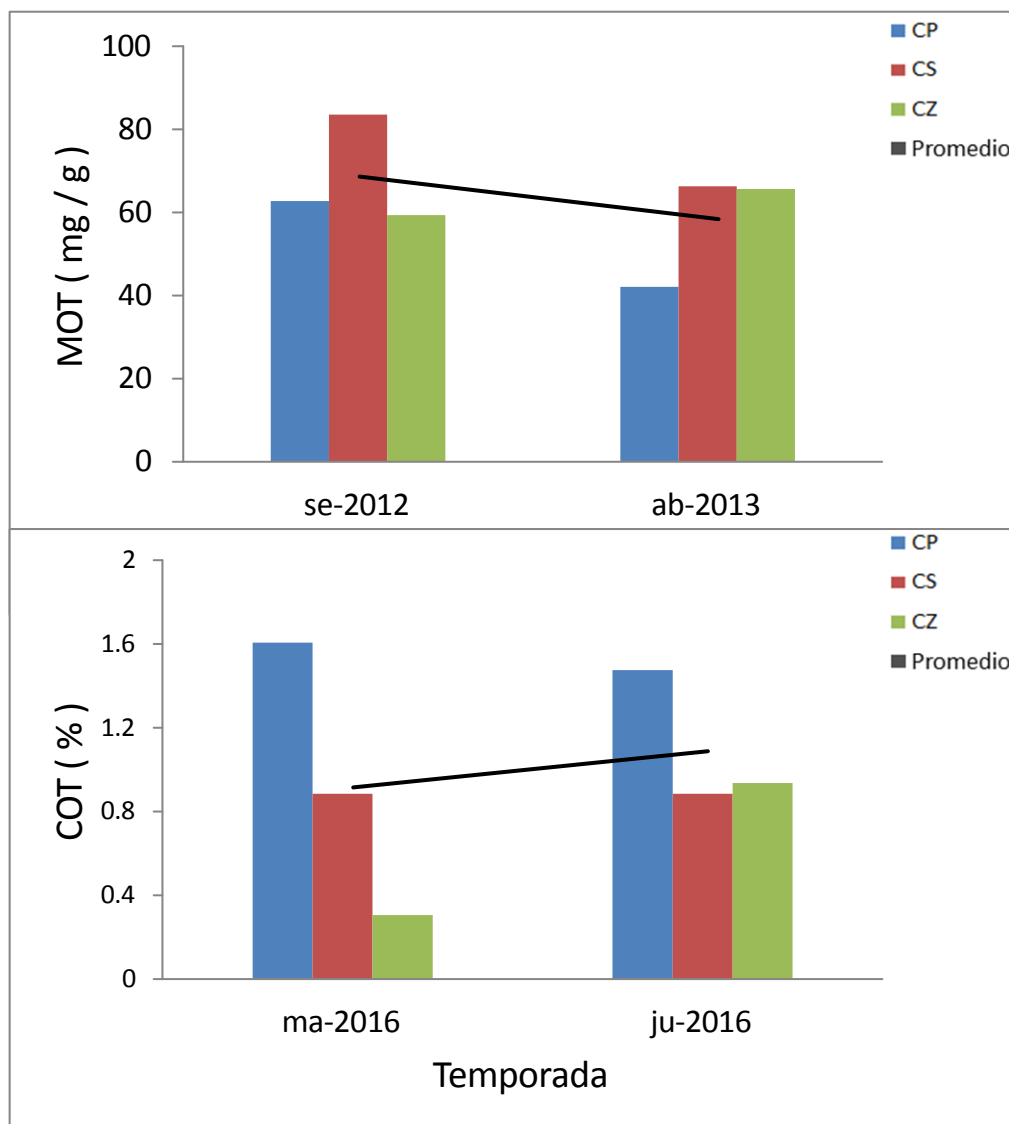 CP
CS
CZ
Promedio
100
80
60
40
20
0
MOT ( mg / g )
se-2012 ab-2013
CP
CS
CZ
Promedio
2
1.6
1.2
0.8
0.4
0
COT ( % )
ma-2016 ju-2016
Temporada